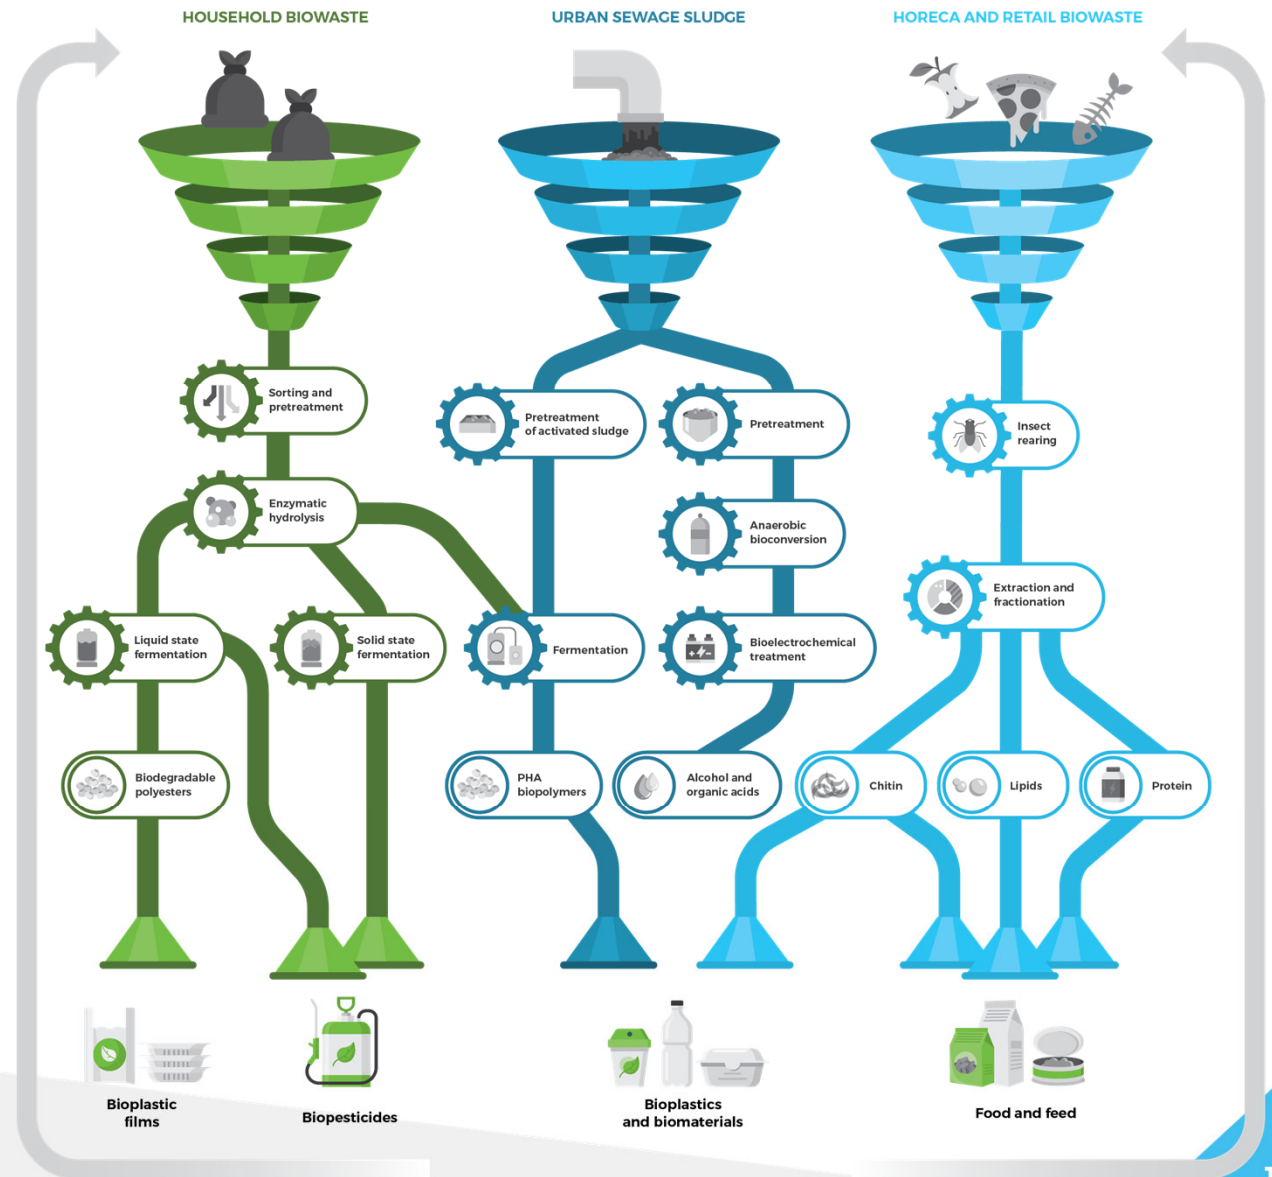 HOUSEHOLD BIOWASTE
URBAN SEWAGE SLUDGE
HORECA AND RETAIL BIOWASTE
Sorting and
pretreatment
Pretreatment
of activated sludge
Pretreatment
Insect
rearing
Enzymatic
hydrolysis
Anaerobic
bioconversion
Extraction and
fractionation
Liquid state
fermentation
Solid state
fermentation
Fermentation
Bioelectrochemical
treatment
Biodegradable
polyesters
PHA
biopolymers
Alcohol and
organic acids
Chitin
Lipids
Protein
Bioplastic
films
Biopesticides
Bioplastics
and biomaterials
Food and feed